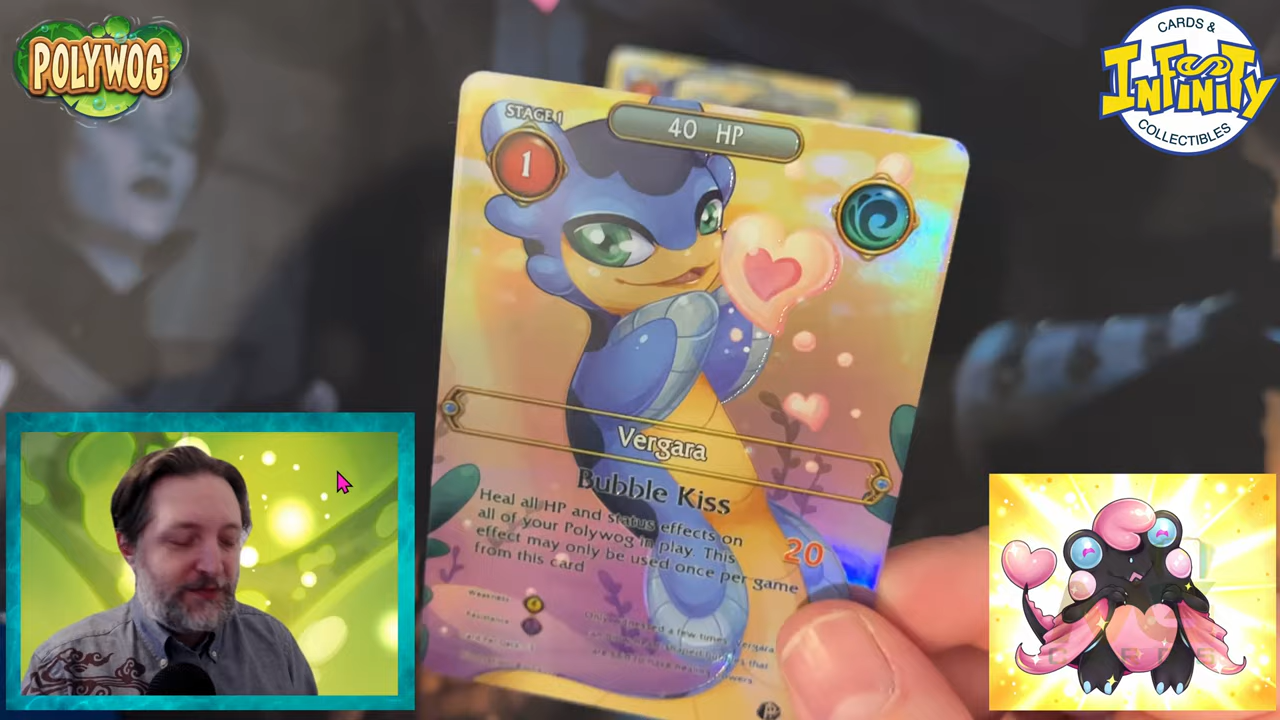 POLYWOG
CARDS &
INFINITY
COLLECTIBLES
STAGE 1
1
40 HP
Vergara
Bubble Kiss
Heal all HP and status effects on
all of your Polywog in play. This
effect may only be used once per game
from this card
20
Weakness
Resistance